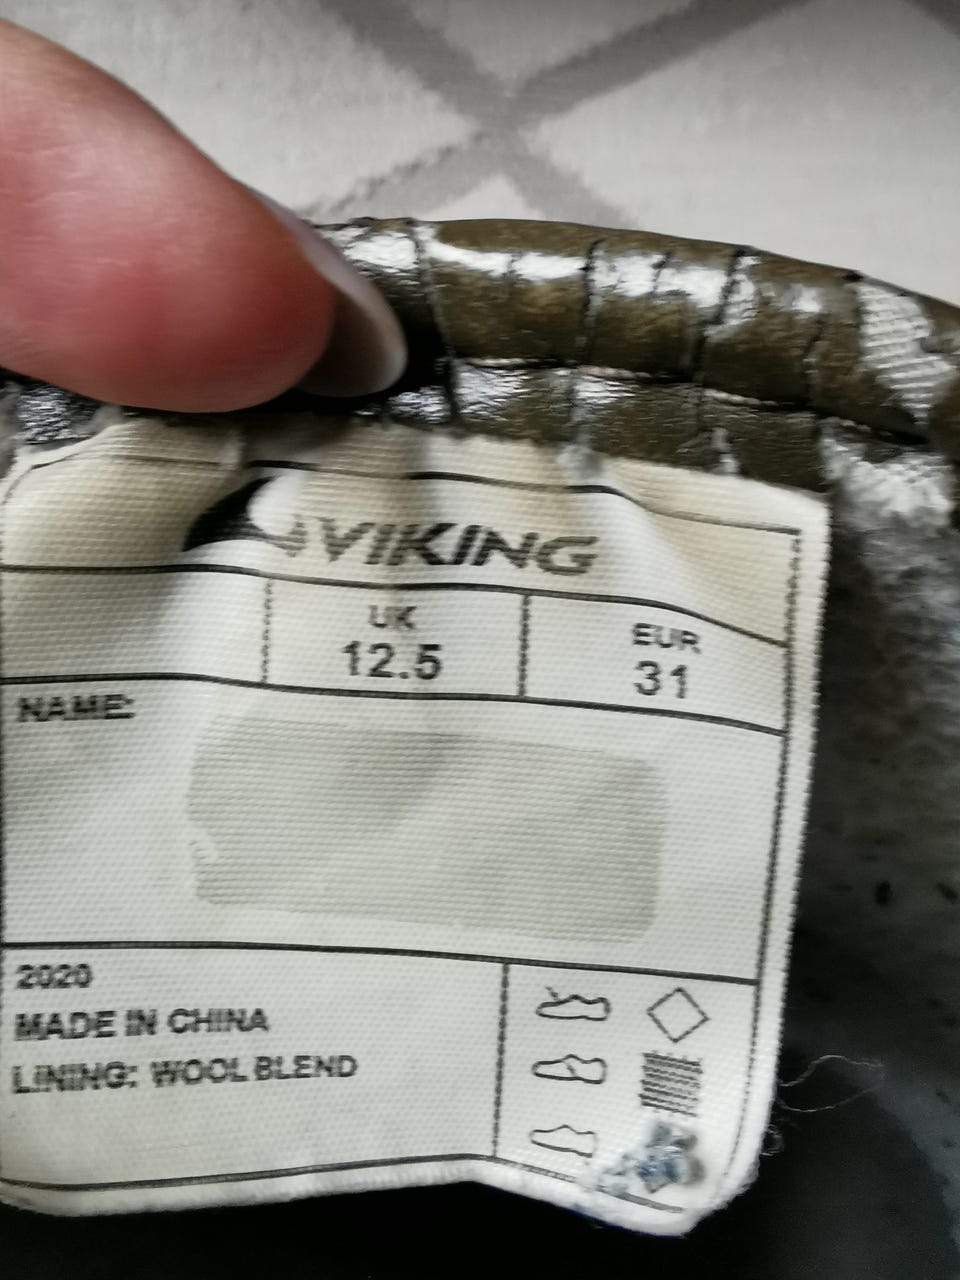 VIKING
UK
12.5
EUR
31
NAME:
2020
MADE IN CHINA
LINING: WOOL BLEND